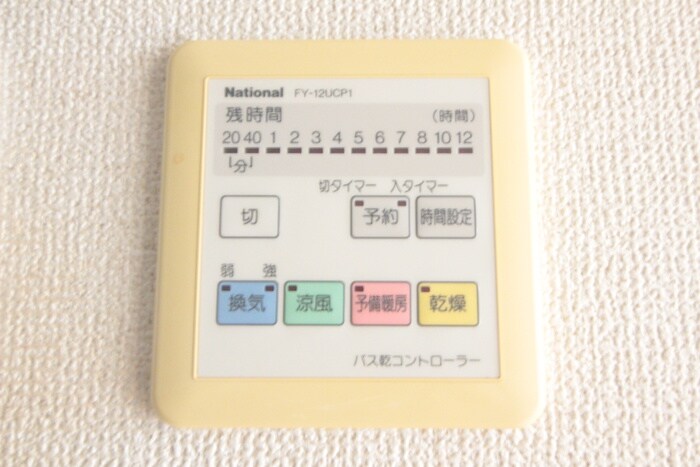 National FY-12UCP1
残時間 (時間)
20 40 1 2 3 4 5 6 7 8 10 12
分
切タイマー 入タイマー
切 予約 時間設定
弱 強
換気 涼風 予備暖房 乾燥
バス乾コントローラー